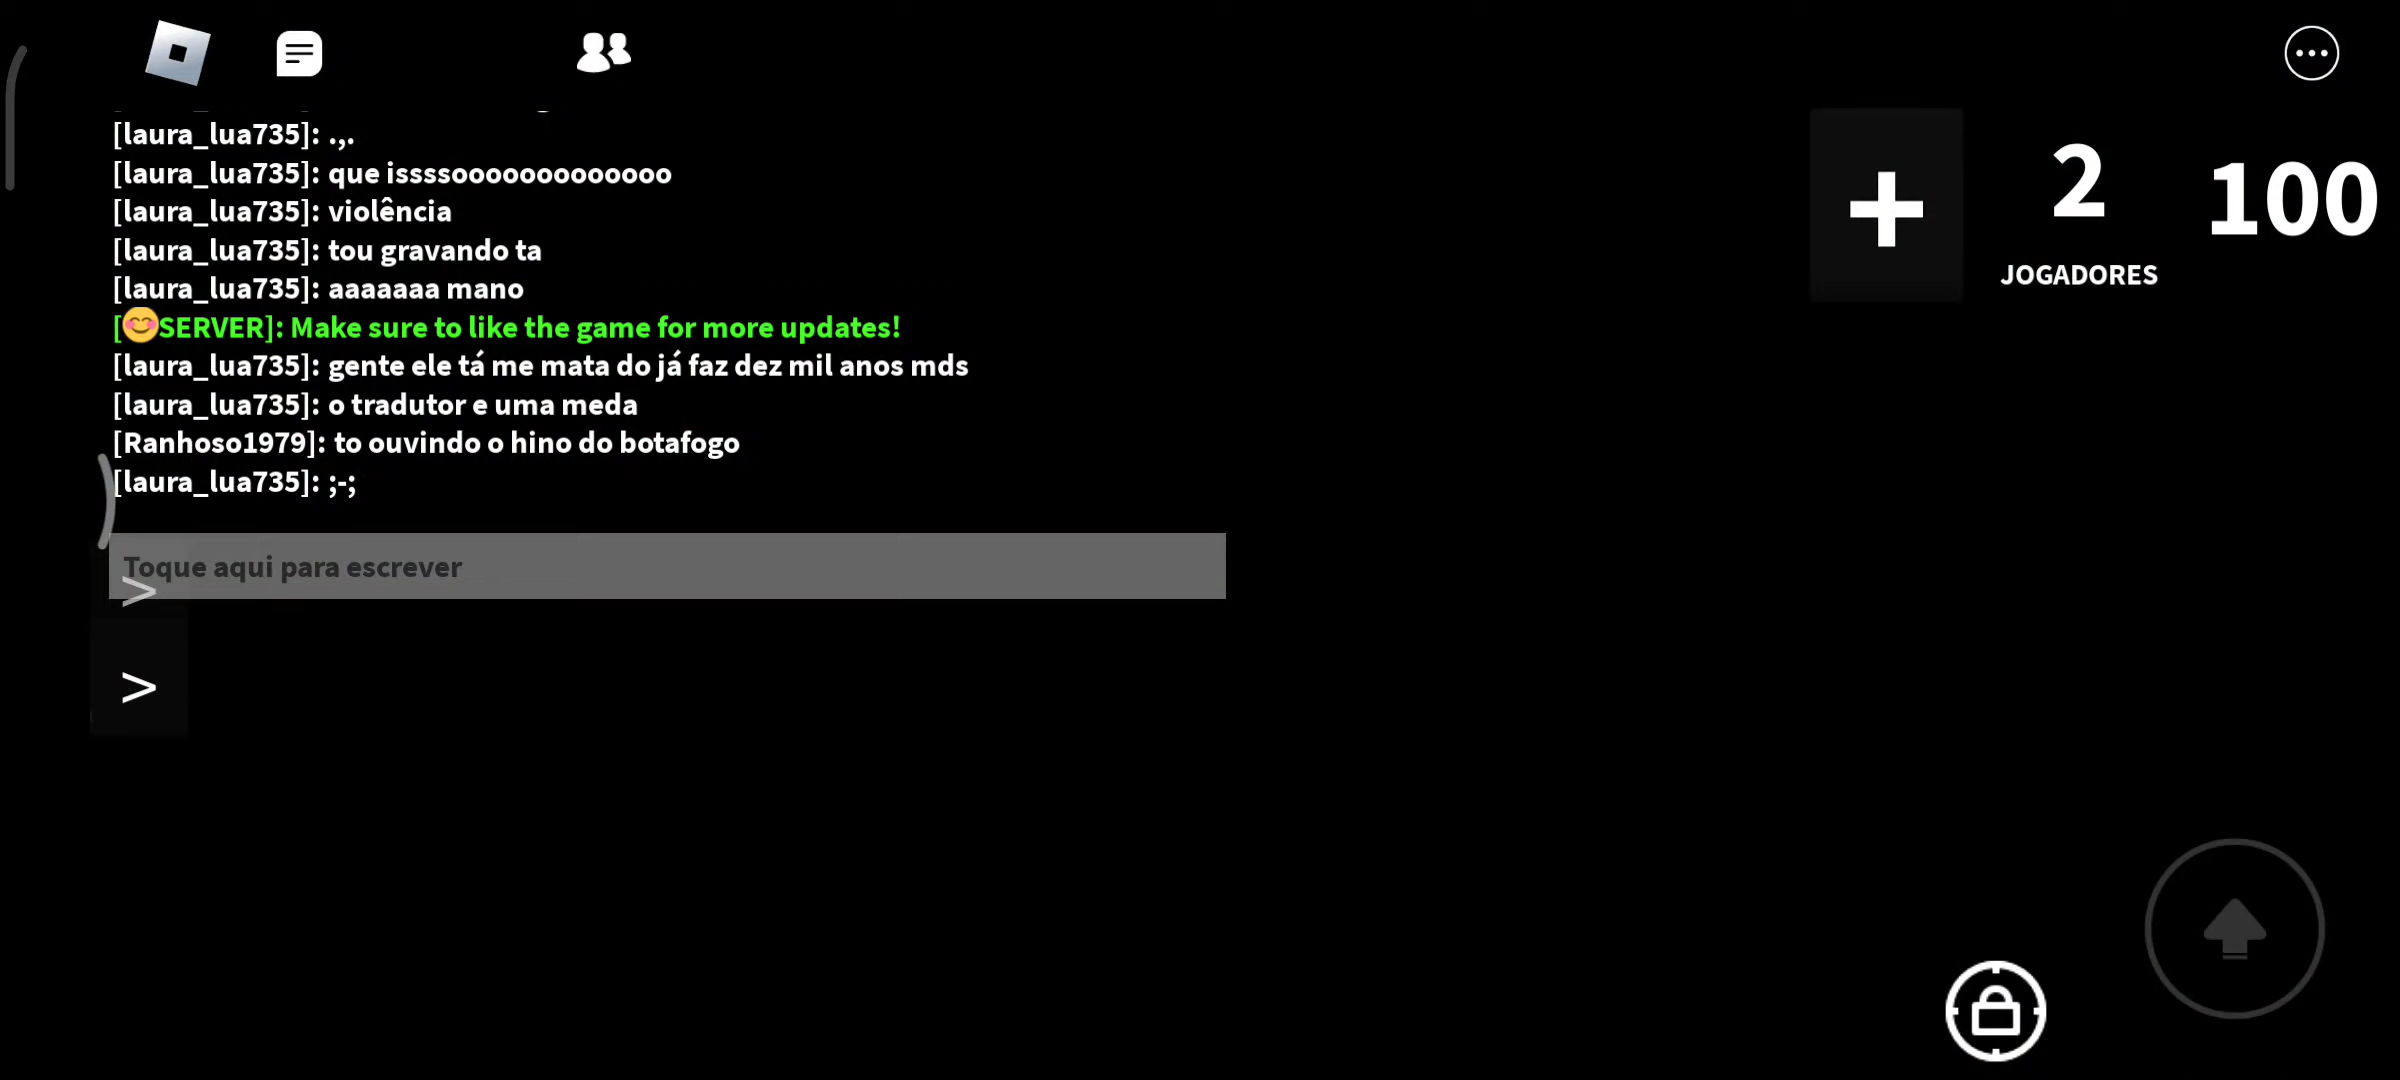 [laura_lua735]: .,.
[laura_lua735]: que issssooooooooooooo
[laura_lua735]: violência
[laura_lua735]: tou gravando ta
[laura_lua735]: aaaaaaa mano
[😊SERVER]: Make sure to like the game for more updates!
[laura_lua735]: gente ele tá me mata do já faz dez mil anos mds
[laura_lua735]: o tradutor e uma meda
[Ranhoso1979]: to ouvindo o hino do botafogo
[laura_lua735]: ;-;
Toque aqui para escrever
>
>
+
2
JOGADORES
100